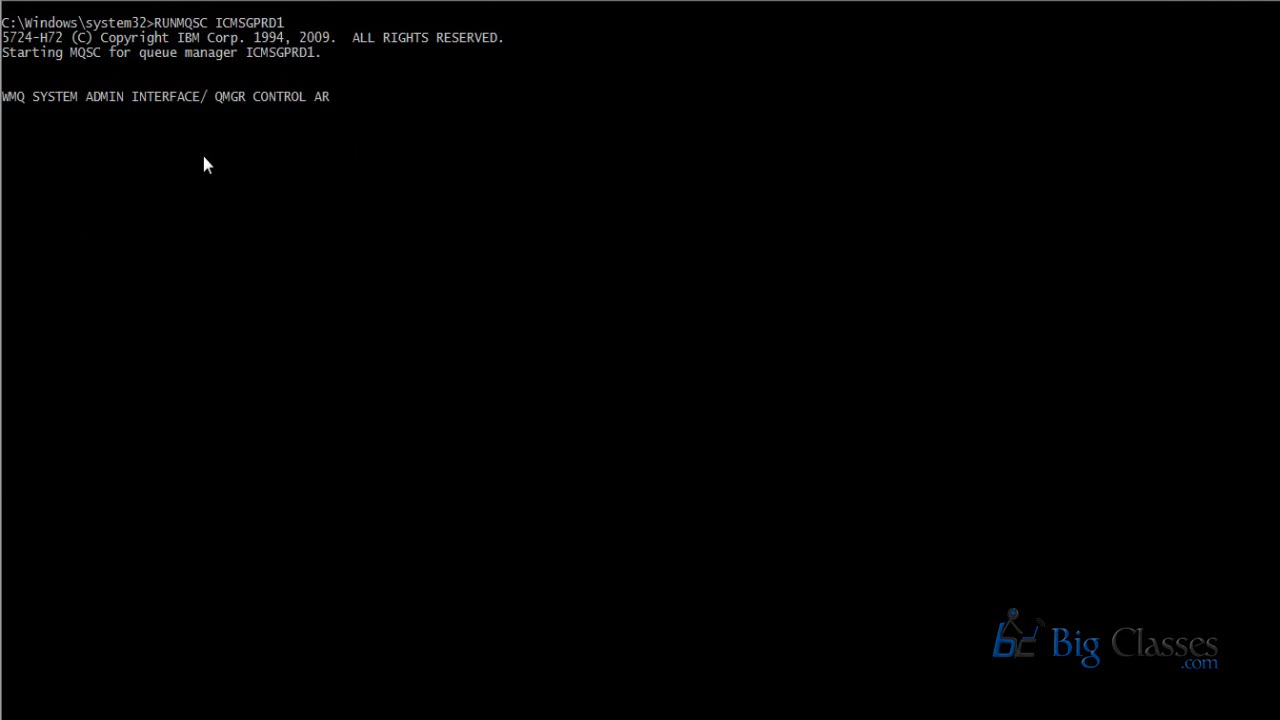 C:\Windows\system32>RUNMQSC ICMSGPRD1
5724-H72 (C) Copyright IBM Corp. 1994, 2009.  ALL RIGHTS RESERVED.
Starting MQSC for queue manager ICMSGPRD1.
WMQ SYSTEM ADMIN INTERFACE/ QMGR CONTROL AR
bc Big Classes
.com